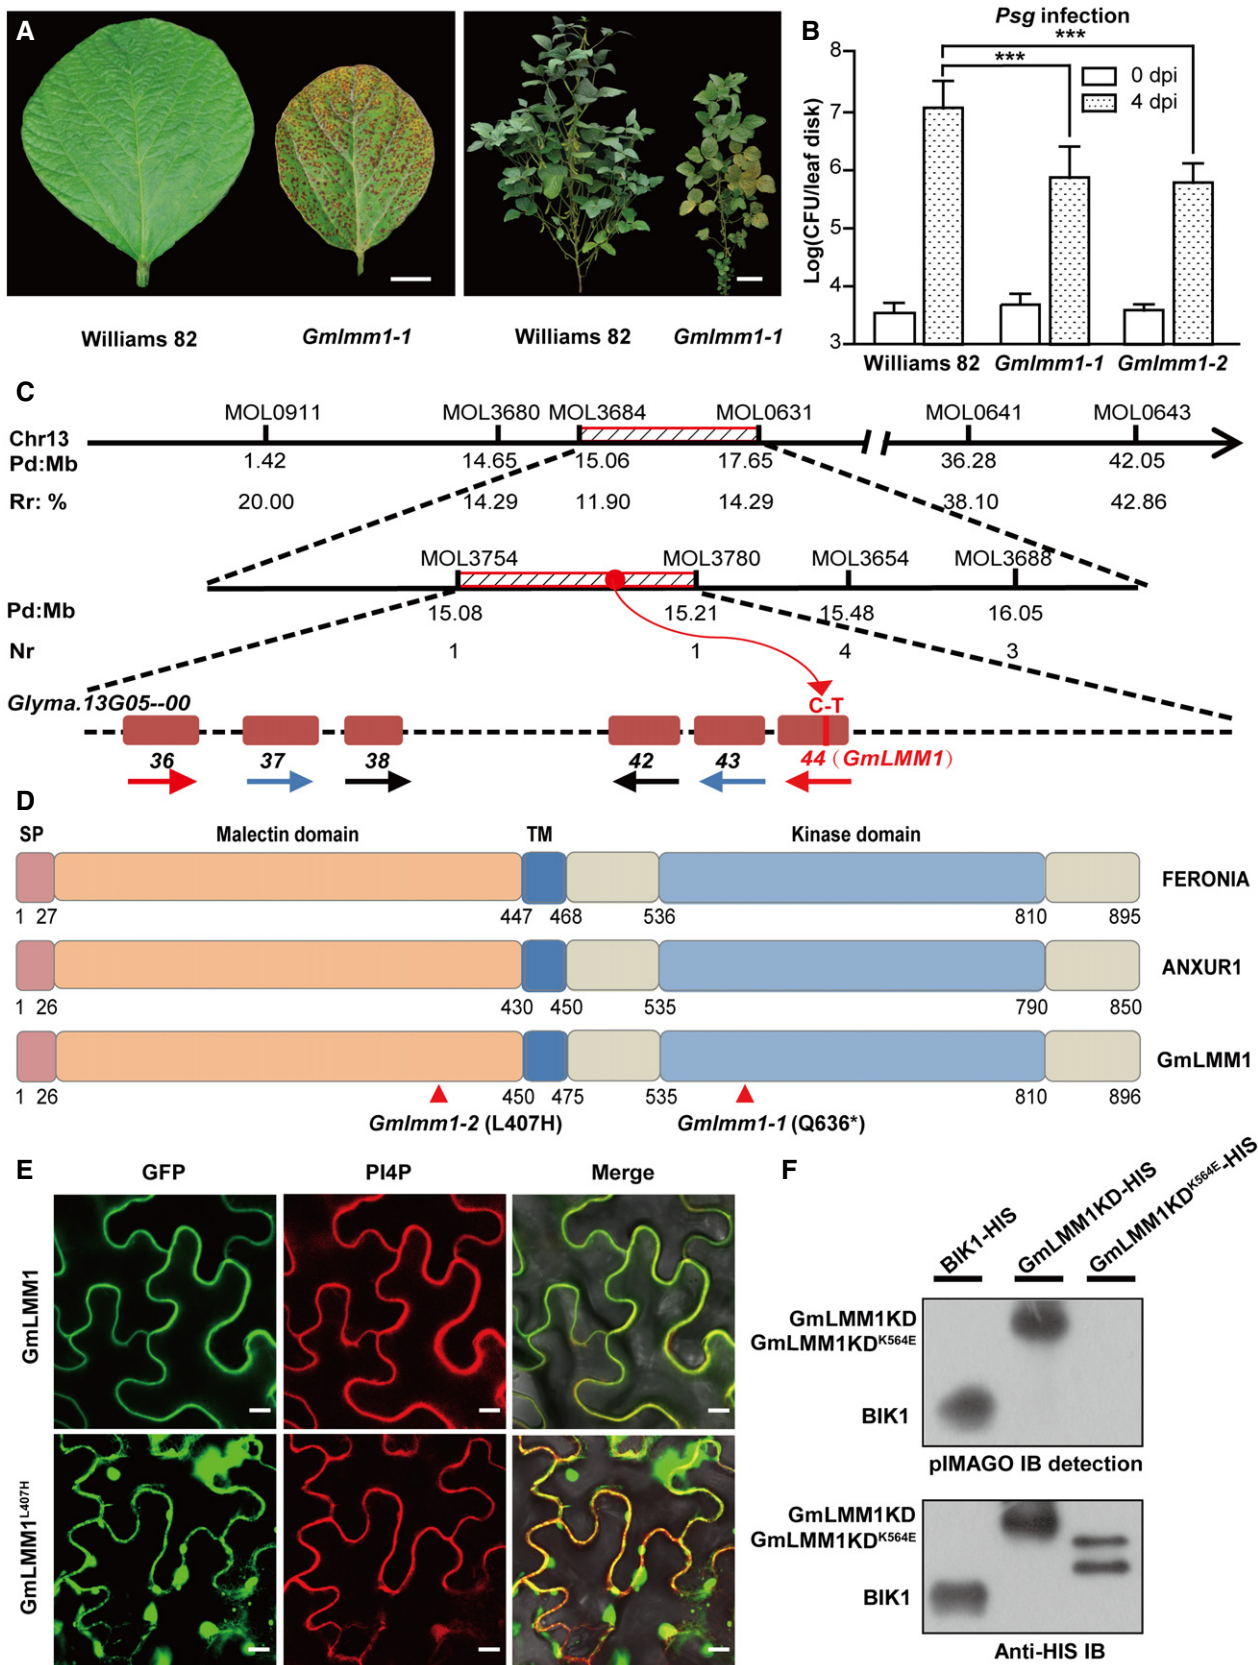 A
Williams 82
Gmlmm1-1
Williams 82
Gmlmm1-1
B
Psg infection
***
***
0 dpi
4 dpi
Log(CFU/leaf disk)
8
7
6
5
4
3
Williams 82
Gmlmm1-1
Gmlmm1-2
C
MOL0911 MOL3680 MOL3684 MOL0631 MOL0641 MOL0643
Chr13
Pd:Mb 1.42 14.65 15.06 17.65 36.28 42.05
Rr: % 20.00 14.29 11.90 14.29 38.10 42.86
MOL3754 MOL3780 MOL3654 MOL3688
Pd:Mb 15.08 15.21 15.48 16.05
Nr 1 1 4 3
Glyma.13G05--00
C-T
36 37 38 42 43 44 (GmLMM1)
D
SP Malectin domain TM Kinase domain
FERONIA
1 27 447 468 536 810 895
ANXUR1
1 26 430 450 535 790 850
GmLMM1
1 26 450 475 535 810 896
Gmlmm1-2 (L407H) Gmlmm1-1 (Q636*)
E
GFP PI4P Merge
GmLMM1
GmLMM1L407H
F
BIK1-HIS
GmLMM1KD-HIS
GmLMM1KDK564E-HIS
GmLMM1KD
GmLMM1KDK564E
BIK1
pIMAGO IB detection
GmLMM1KD
GmLMM1KDK564E
BIK1
Anti-HIS IB